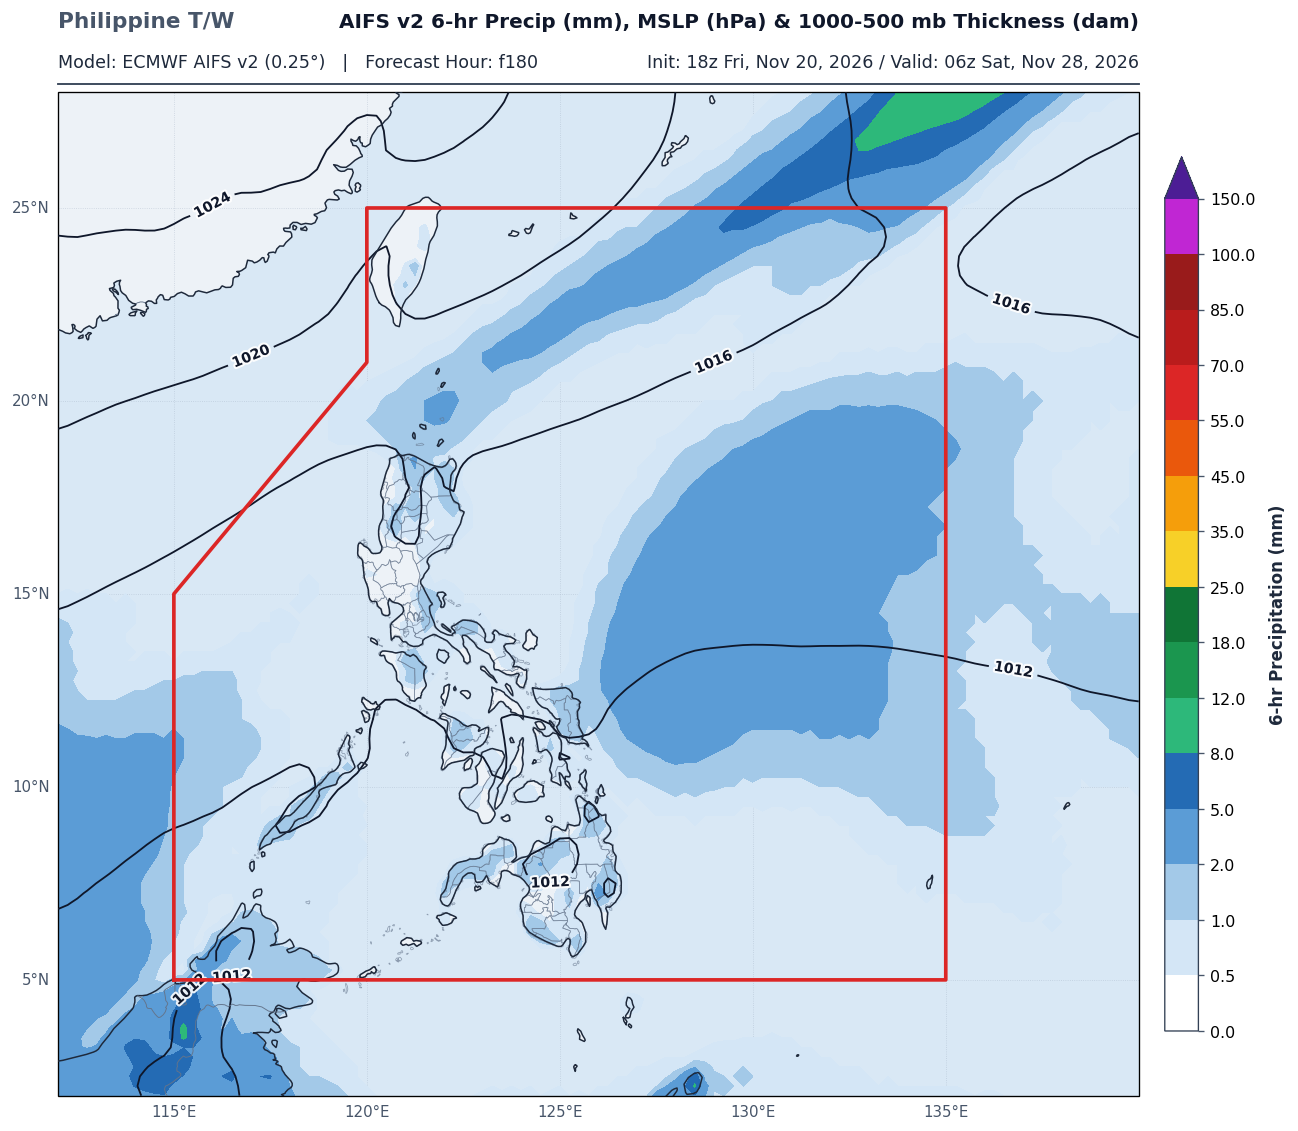 Philippine T/W
AIFS v2 6-hr Precip (mm), MSLP (hPa) & 1000-500 mb Thickness (dam)
Model: ECMWF AIFS v2 (0.25°) | Forecast Hour: f180
Init: 18z Fri, Nov 20, 2026 / Valid: 06z Sat, Nov 28, 2026
25°N
20°N
15°N
10°N
5°N
115°E
120°E
125°E
130°E
135°E
1024
1020
1016
1016
1012
1012
1012
1012
150.0
100.0
85.0
70.0
55.0
45.0
35.0
25.0
18.0
12.0
8.0
5.0
2.0
1.0
0.5
0.0
6-hr Precipitation (mm)